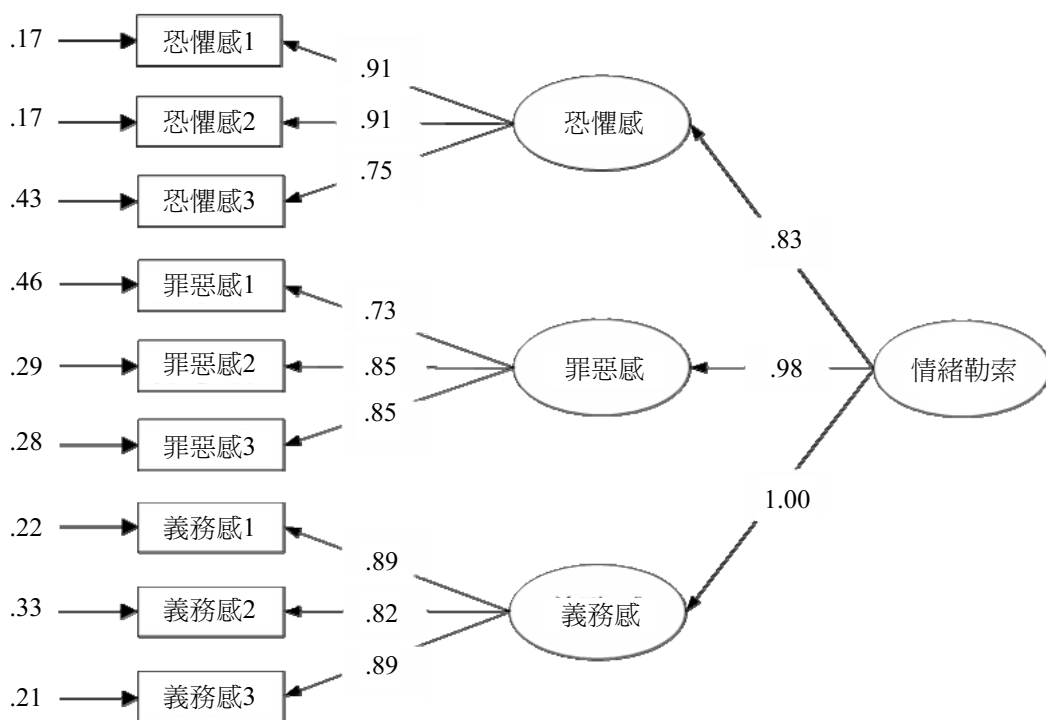 .17
恐懼感1
.91
.17
恐懼感2
.91
恐懼感
.43
恐懼感3
.75
.83
.46
罪惡感1
.73
.29
罪惡感2
.85
罪惡感
.98
情緒勒索
.28
罪惡感3
.85
1.00
.22
義務感1
.89
.33
義務感2
.82
義務感
.21
義務感3
.89